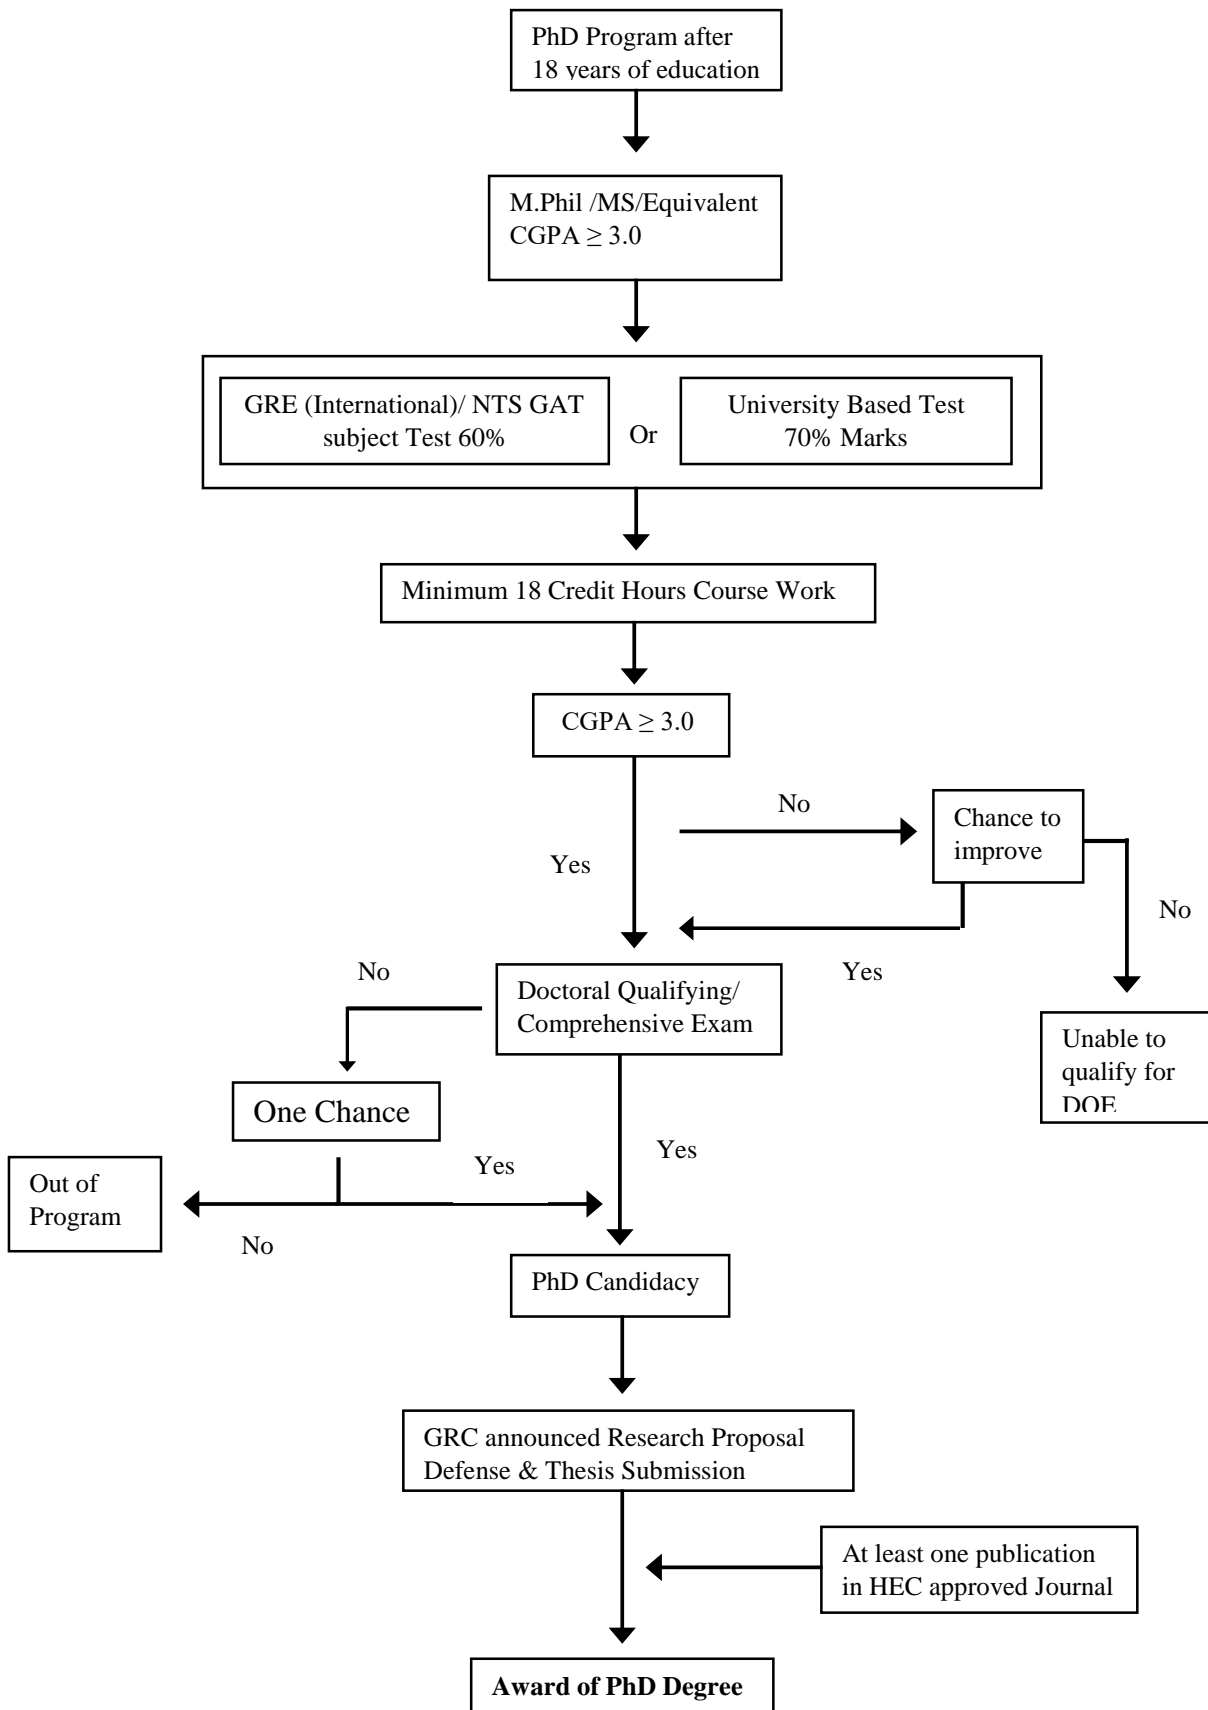 PhD Program after
18 years of education
M.Phil /MS/Equivalent
CGPA ≥ 3.0
GRE (International)/ NTS GAT
subject Test 60%
Or
University Based Test
70% Marks
Minimum 18 Credit Hours Course Work
CGPA ≥ 3.0
No
Chance to
improve
Yes
No
Yes
No
Doctoral Qualifying/
Comprehensive Exam
Unable to
qualify for
One Chance
Yes
Yes
Out of
Program
No
PhD Candidacy
GRC announced Research Proposal
Defense & Thesis Submission
At least one publication
in HEC approved Journal
Award of PhD Degree